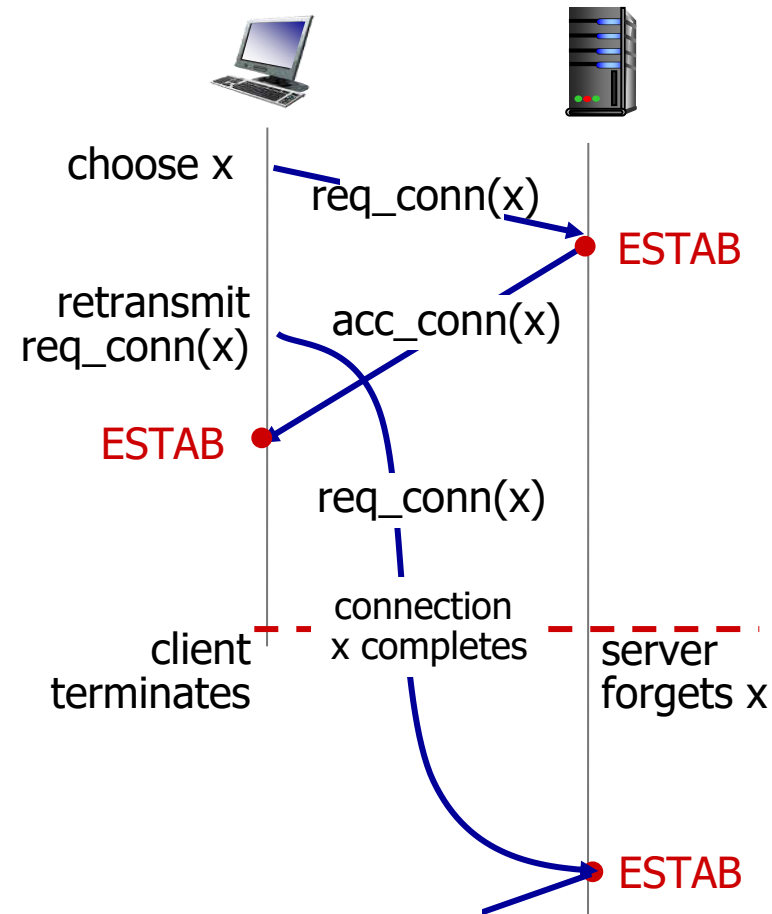 choose x
req_conn(x)
ESTAB
retransmit
req_conn(x)
acc_conn(x)
ESTAB
req_conn(x)
connection
x completes
client
terminates
server
forgets x
ESTAB